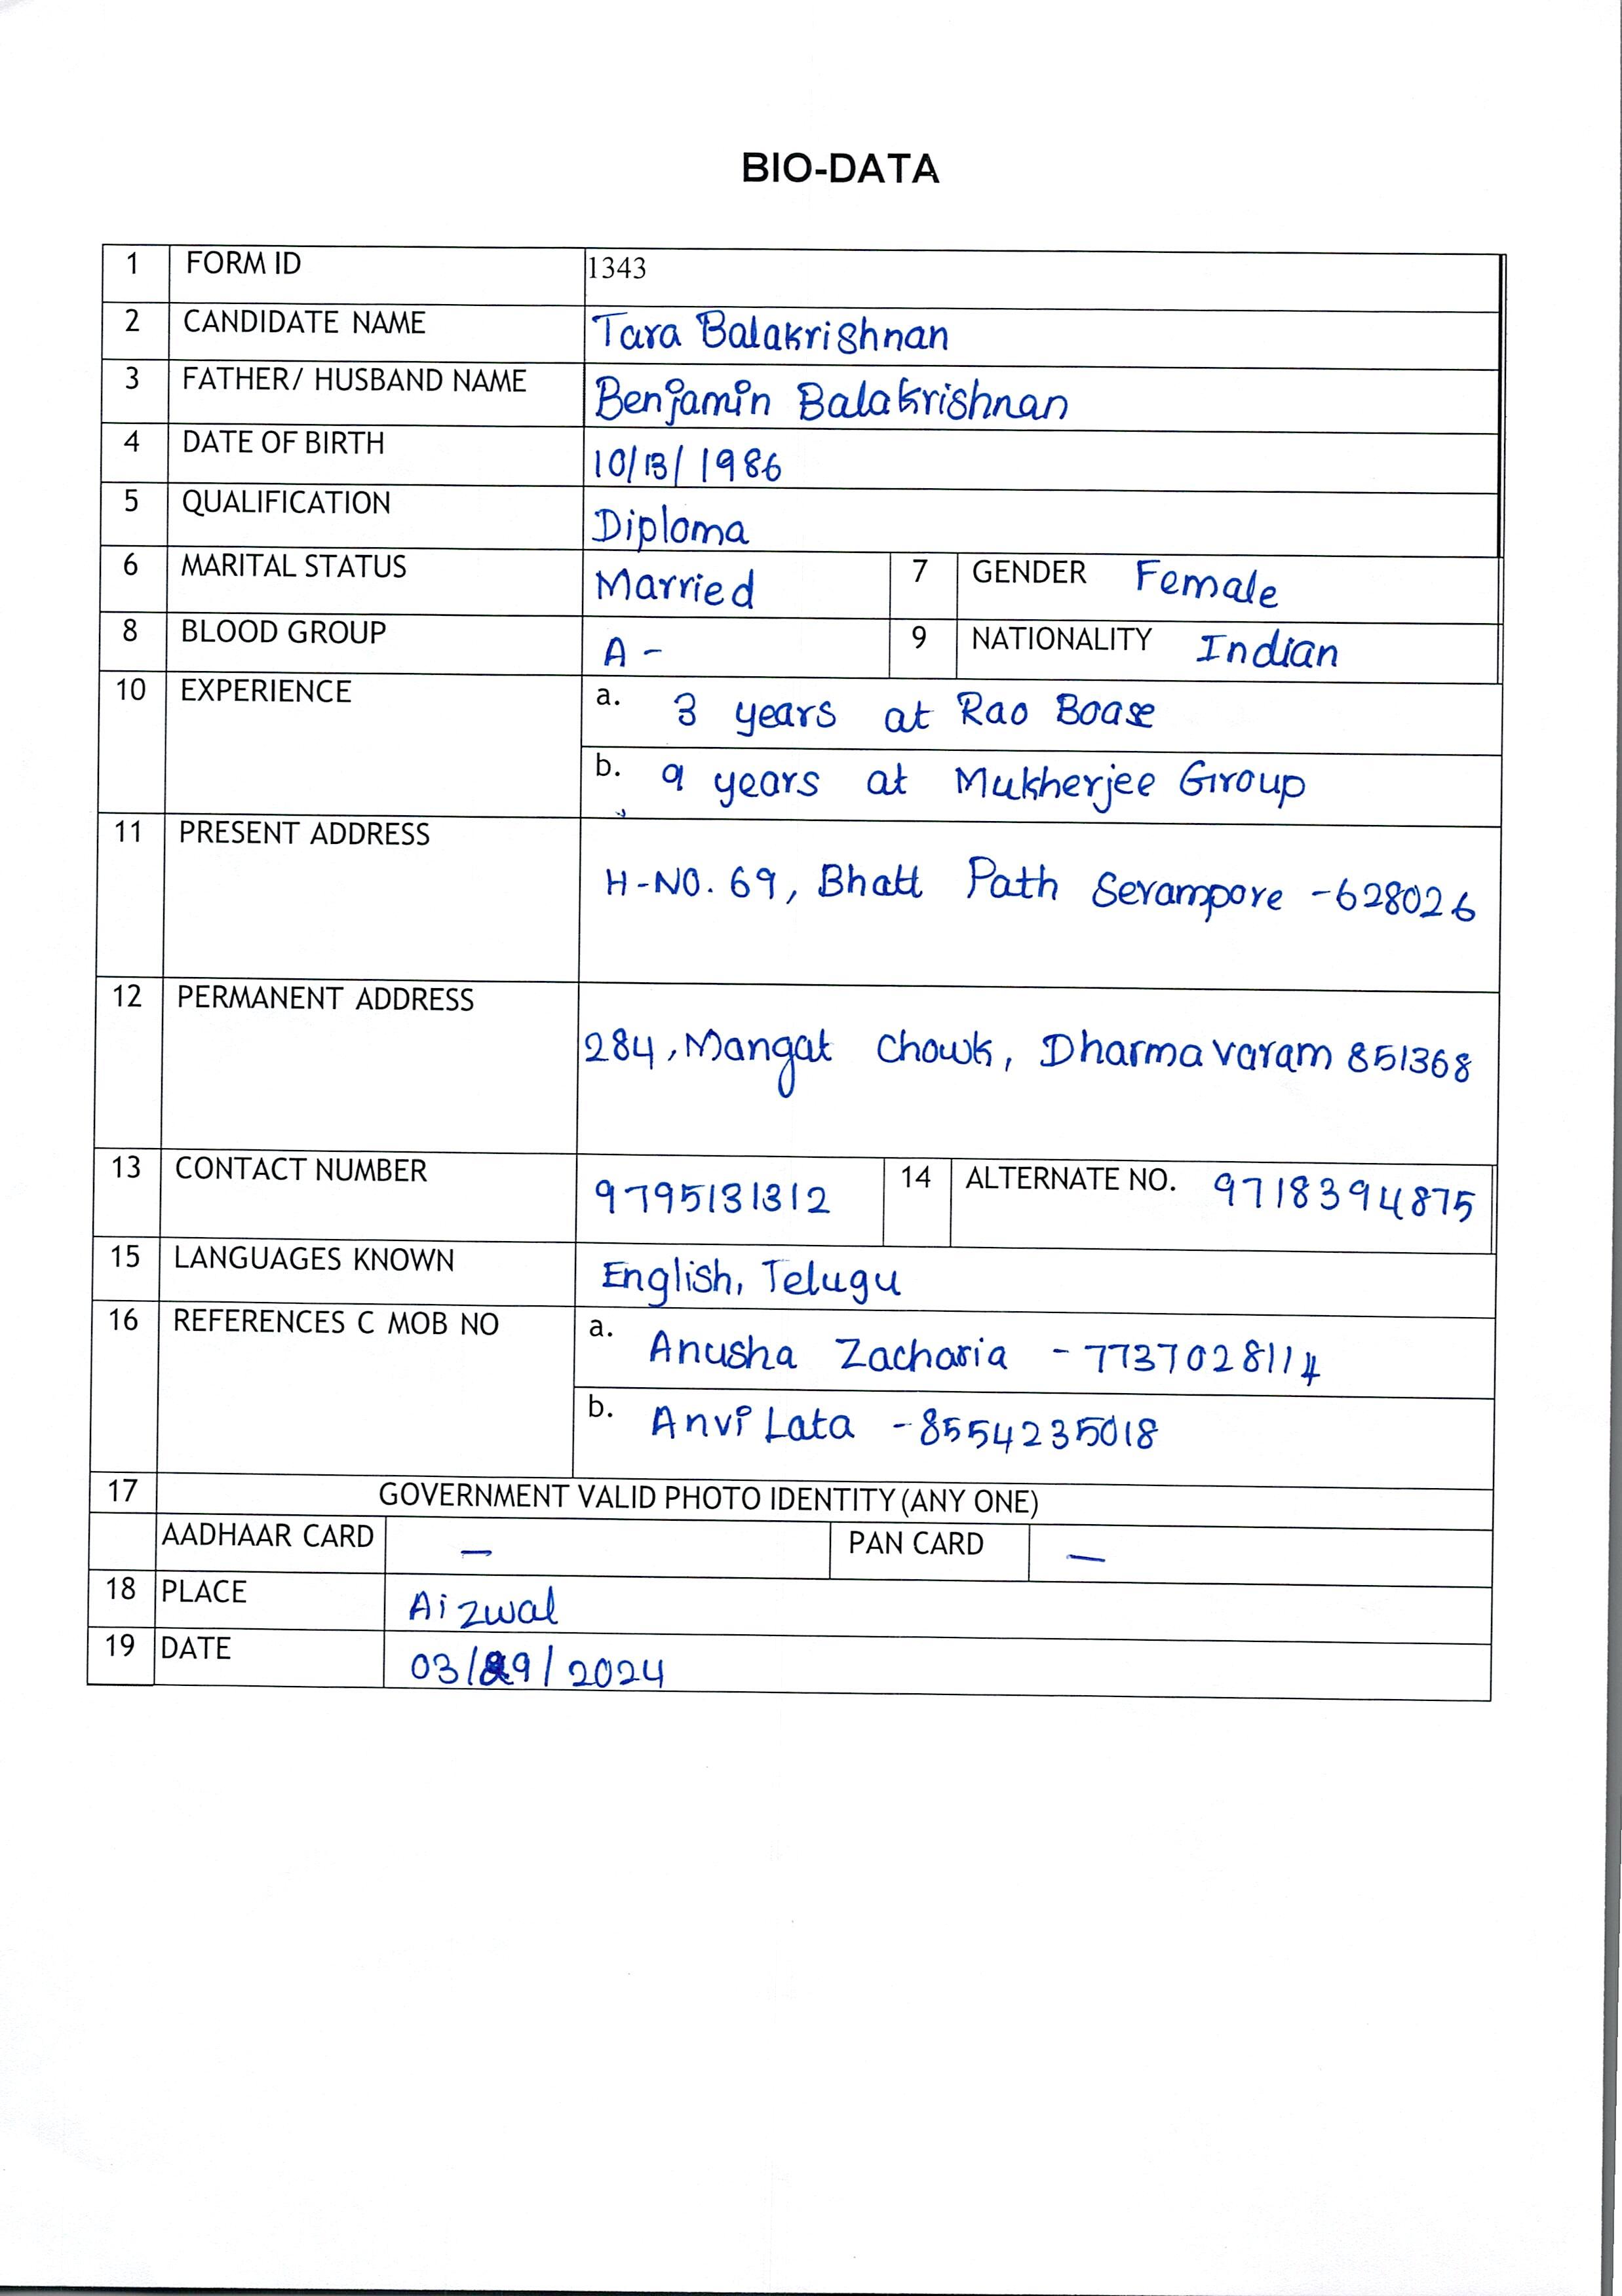 BIO-DATA
1 FORM ID 1343
2 CANDIDATE NAME Tara Balakrishnan
3 FATHER/ HUSBAND NAME Benjamin Balakrishnan
4 DATE OF BIRTH 10/13/1986
5 QUALIFICATION Diploma
6 MARITAL STATUS Married 7 GENDER Female
8 BLOOD GROUP A - 9 NATIONALITY Indian
10 EXPERIENCE a. 3 years at Rao Boase
b. 9 years at Mukherjee Group
11 PRESENT ADDRESS
H-NO. 69, Bhatt Path Serampore -628026
12 PERMANENT ADDRESS
284, Mangat Chowk, Dharmavaram 851368
13 CONTACT NUMBER 9795131312 14 ALTERNATE NO. 9718394875
15 LANGUAGES KNOWN English, Telugu
16 REFERENCES C MOB NO a. Anusha Zacharia - 7737028114
b. Anvi Lata - 8554235018
17 GOVERNMENT VALID PHOTO IDENTITY (ANY ONE)
AADHAAR CARD – PAN CARD –
18 PLACE Aizwal
19 DATE 03/29/2024